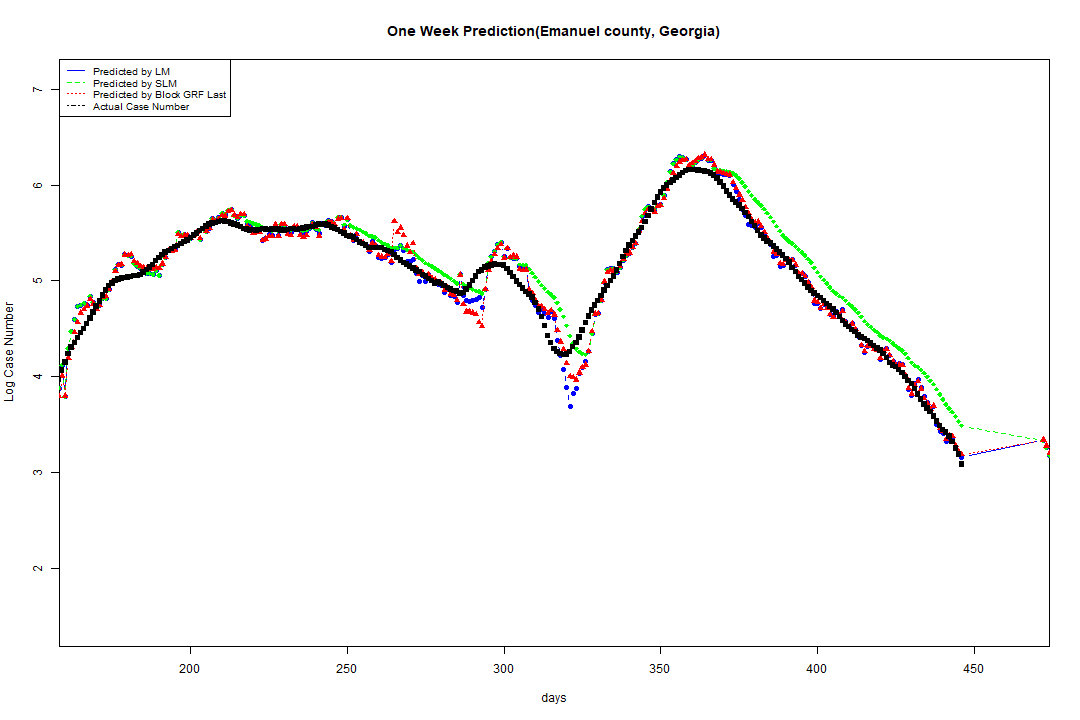 One Week Prediction(Emanuel county, Georgia)
Predicted by LM
Predicted by SLM
Predicted by Block GRF Last
Actual Case Number
7
6
5
4
3
2
Log Case Number
200 250 300 350 400 450
days